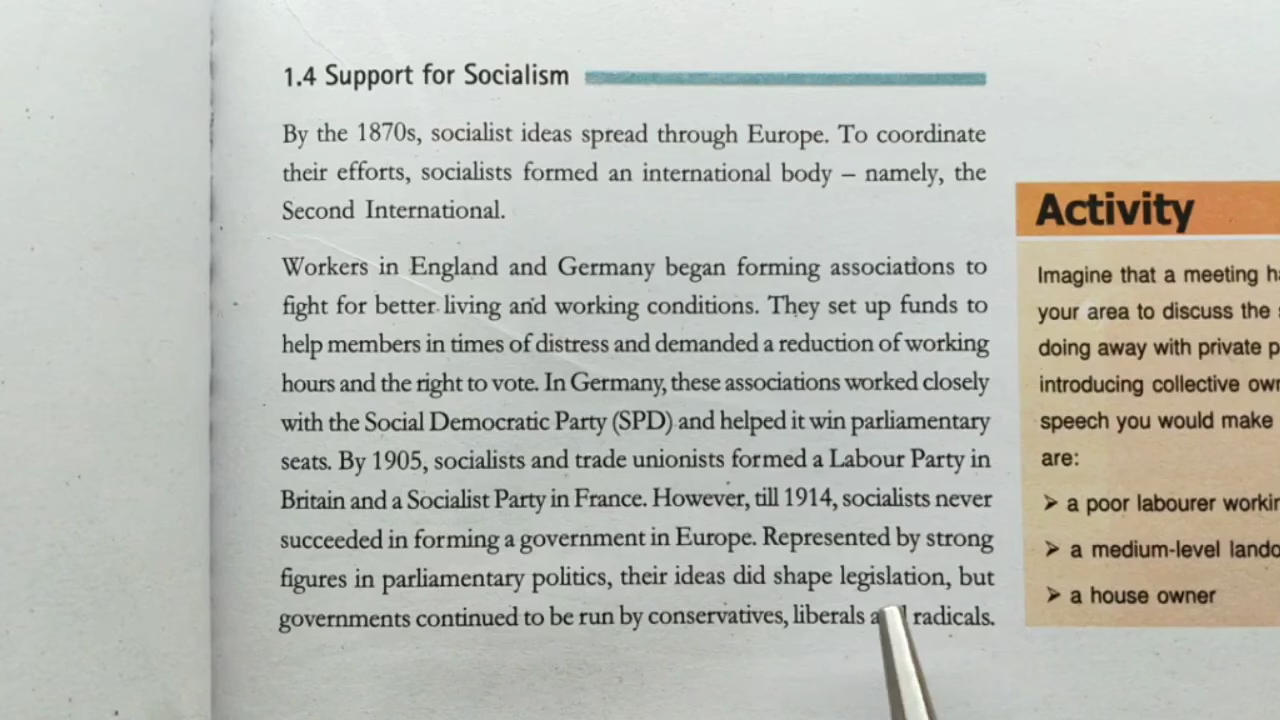 1.4 Support for Socialism
By the 1870s, socialist ideas spread through Europe. To coordinate
their efforts, socialists formed an international body – namely, the
Second International.
Workers in England and Germany began forming associations to
fight for better living and working conditions. They set up funds to
help members in times of distress and demanded a reduction of working
hours and the right to vote. In Germany, these associations worked closely
with the Social Democratic Party (SPD) and helped it win parliamentary
seats. By 1905, socialists and trade unionists formed a Labour Party in
Britain and a Socialist Party in France. However, till 1914, socialists never
succeeded in forming a government in Europe. Represented by strong
figures in parliamentary politics, their ideas did shape legislation, but
governments continued to be run by conservatives, liberals radicals.
Activity
Imagine that a meeting
your area to discuss the
doing away with private
introducing collective
speech you would make
are:
➤ a poor labourer
➤ a medium-level
➤ a house owner